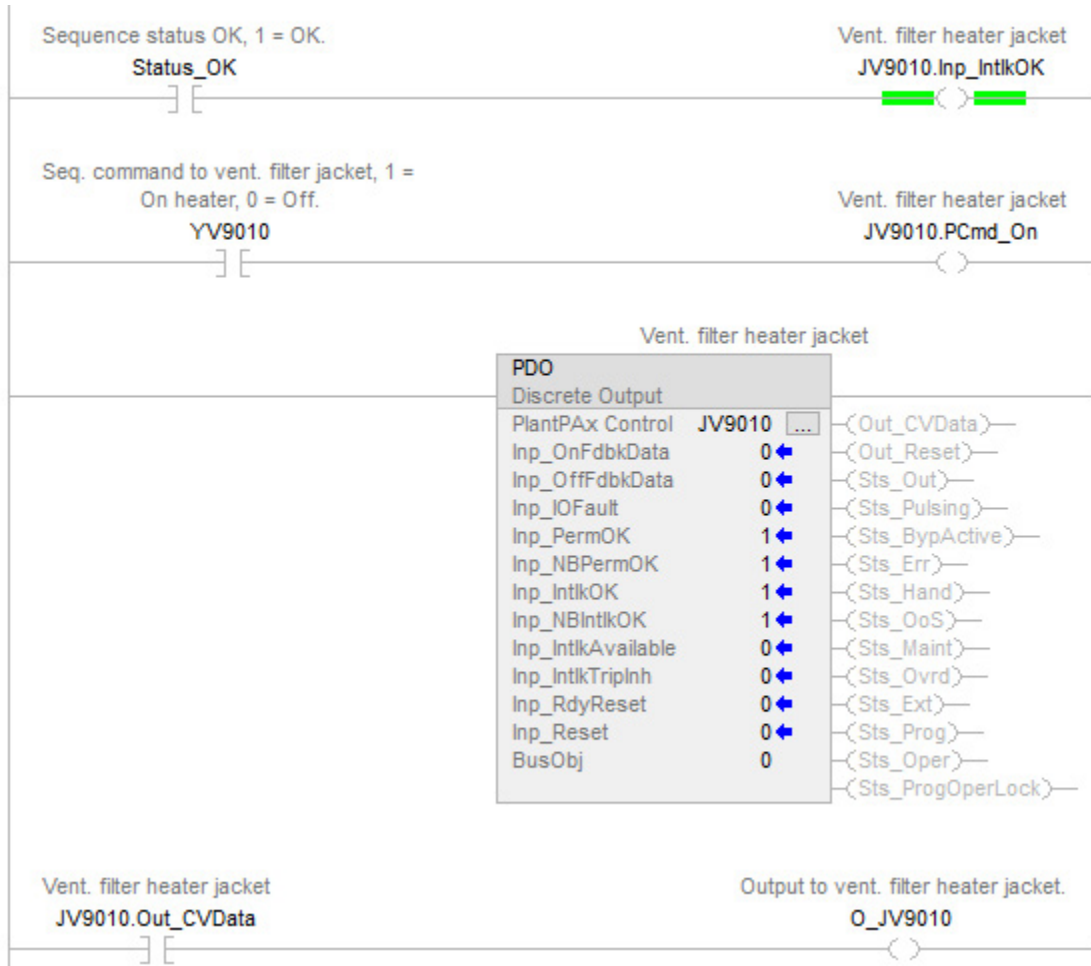 Sequence status OK, 1 = OK.
Status_OK
Vent. filter heater jacket
JV9010.Inp_IntlkOK
Seq. command to vent. filter jacket, 1 =
On heater, 0 = Off.
YV9010
Vent. filter heater jacket
JV9010.PCmd_On
Vent. filter heater jacket
PDO
Discrete Output
PlantPAx Control JV9010 ... Out_CVData
Inp_OnFdbkData 0 Out_Reset
Inp_OffFdbkData 0 Sts_Out
Inp_IOFault 0 Sts_Pulsing
Inp_PermOK 1 Sts_BypActive
Inp_NBPermOK 1 Sts_Err
Inp_IntlkOK 1 Sts_Hand
Inp_NBIntlkOK 1 Sts_OoS
Inp_IntlkAvailable 0 Sts_Maint
Inp_IntlkTripInh 0 Sts_Ovrd
Inp_RdyReset 0 Sts_Ext
Inp_Reset 0 Sts_Prog
BusObj 0 Sts_Oper
Sts_ProgOperLock
Vent. filter heater jacket
JV9010.Out_CVData
Output to vent. filter heater jacket.
O_JV9010